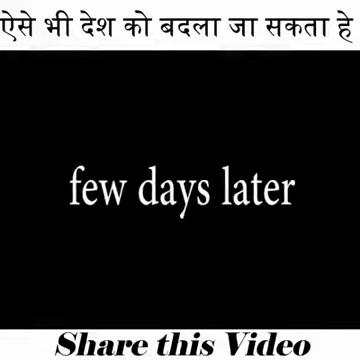 ऐसे भी देश को बदला जा सकता हे
few days later
Share this Video